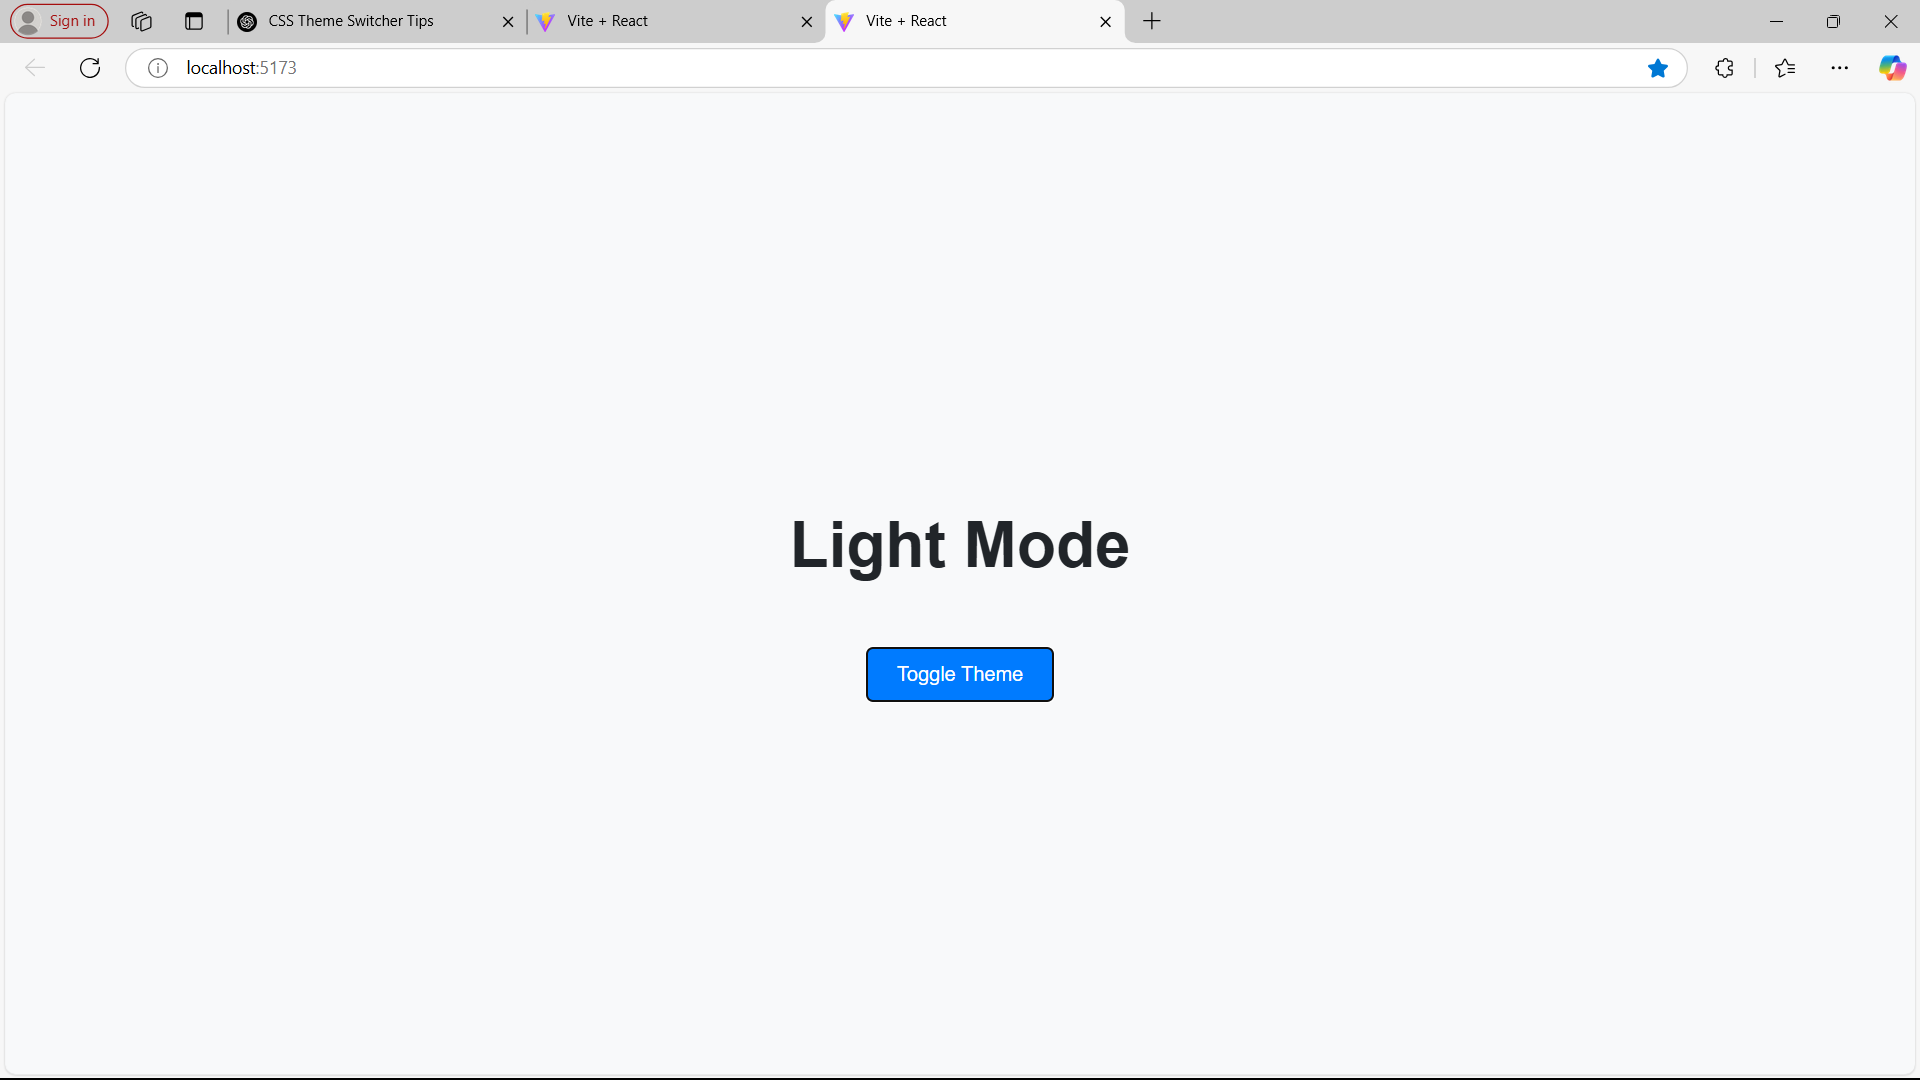 Sign in
CSS Theme Switcher Tips
Vite + React
Vite + React
localhost:5173
Light Mode
Toggle Theme